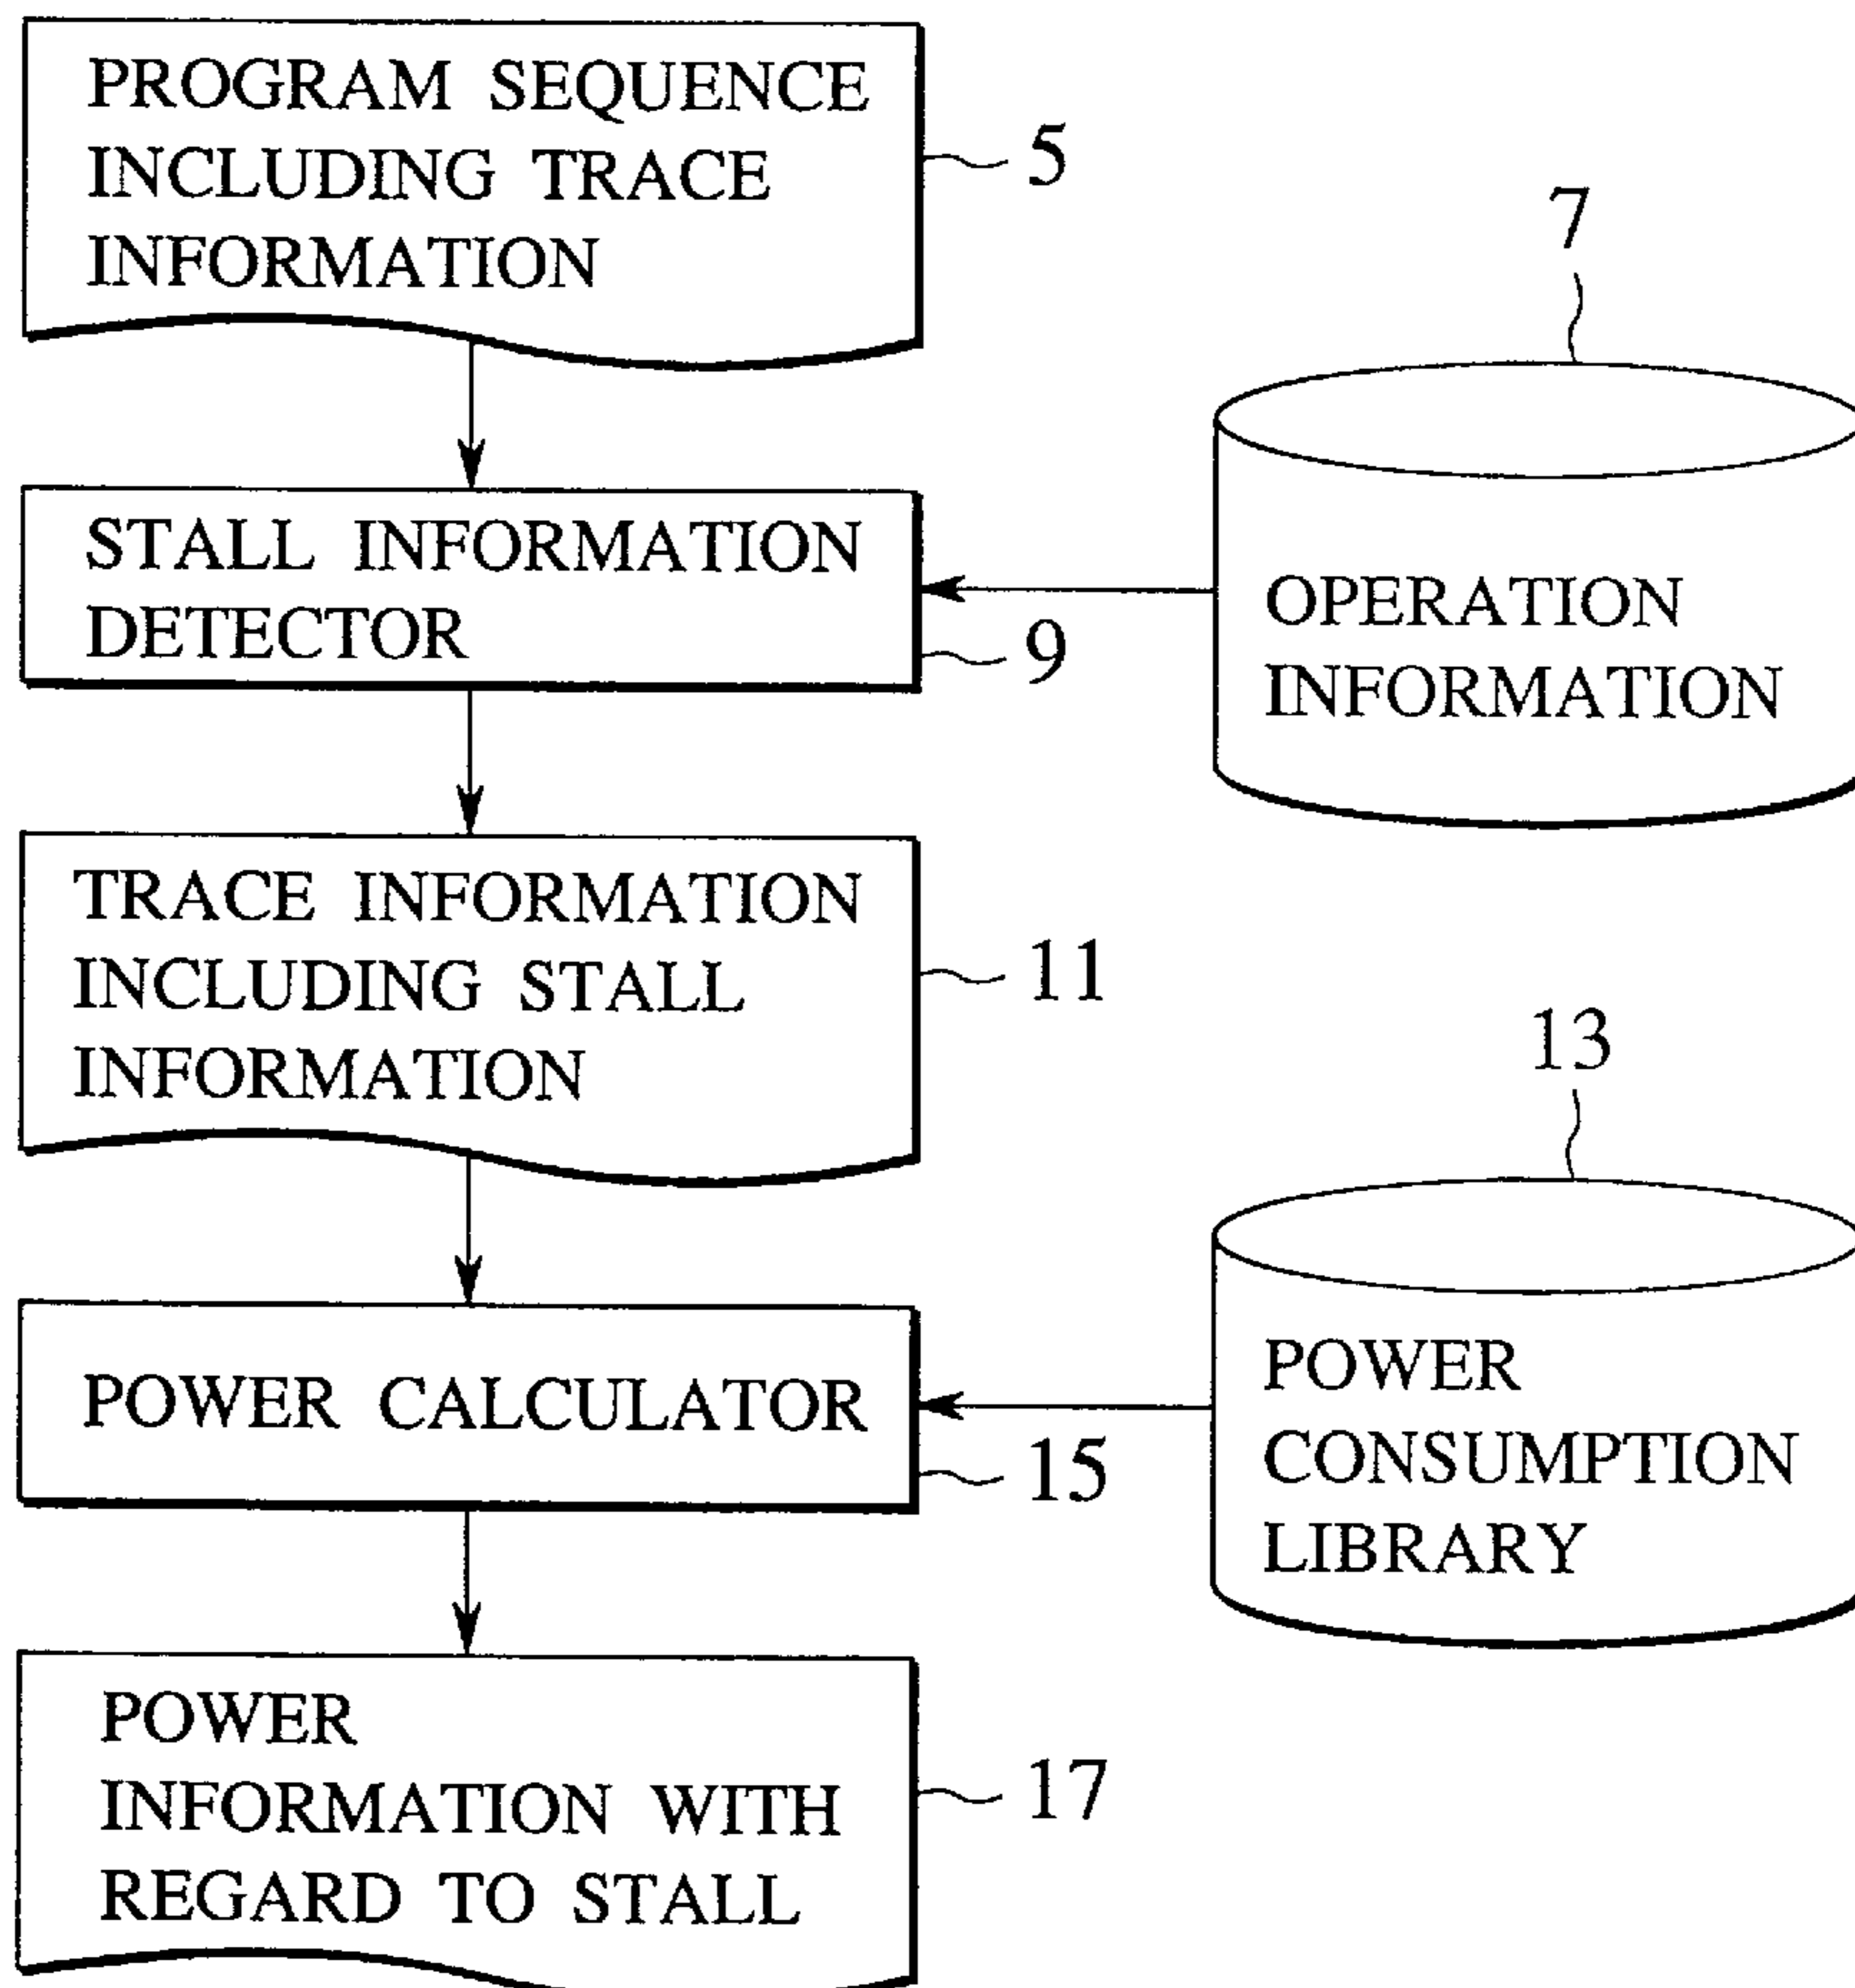 PROGRAM SEQUENCE
INCLUDING TRACE
INFORMATION
5
7
STALL INFORMATION
DETECTOR
9
OPERATION
INFORMATION
TRACE INFORMATION
INCLUDING STALL
INFORMATION
11
13
POWER CALCULATOR
15
POWER
CONSUMPTION
LIBRARY
POWER
INFORMATION WITH
REGARD TO STALL
17